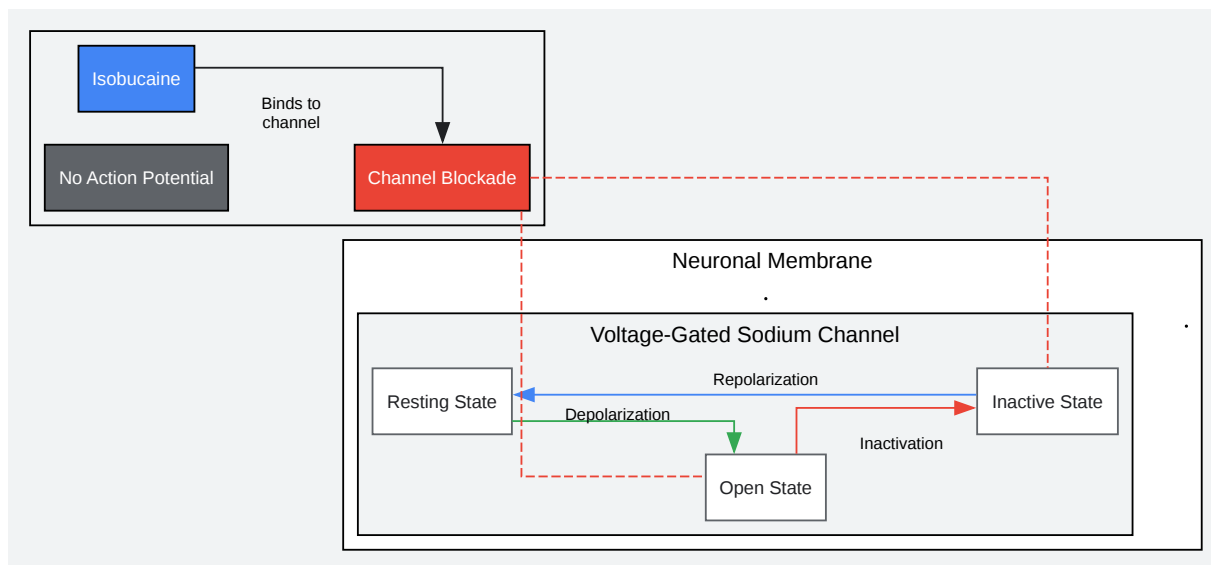 Isobucaine
Binds to
channel
No Action Potential
Channel Blockade
Neuronal Membrane
Voltage-Gated Sodium Channel
Repolarization
Resting State
Inactive State
Depolarization
Inactivation
Open State